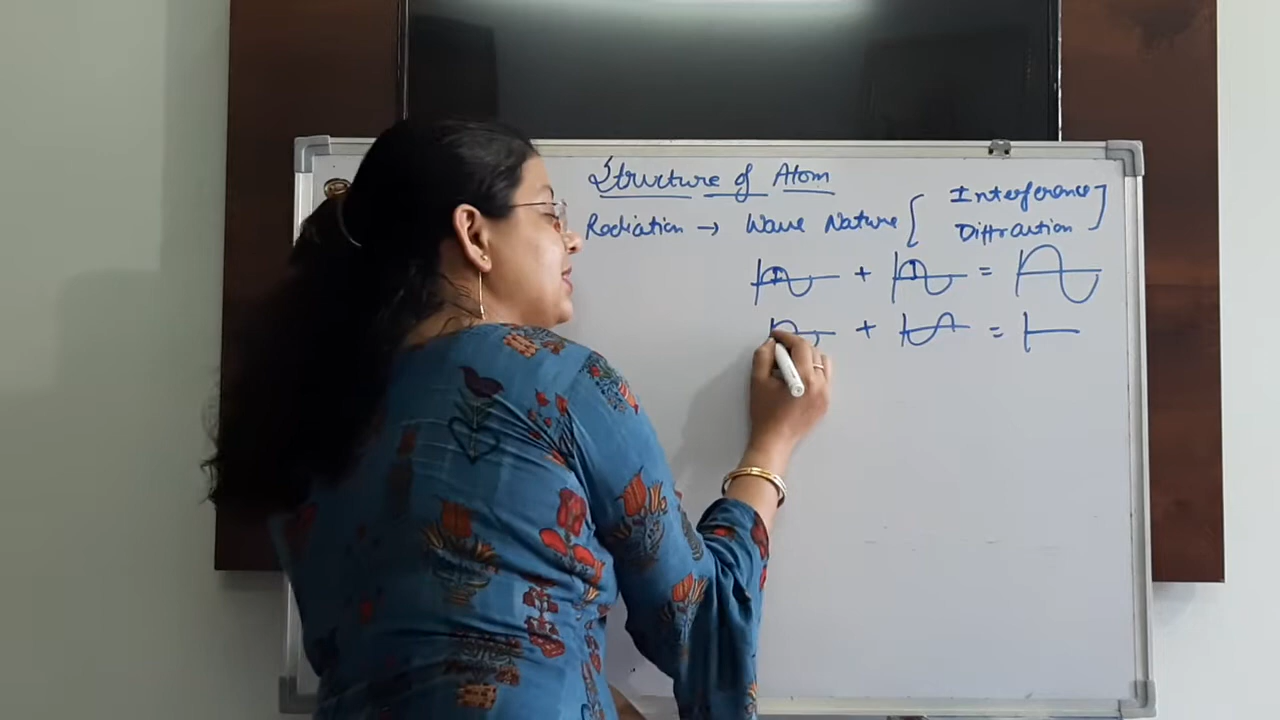 Structure of Atom
Radiation → Wave Nature { Interference
Diffraction ]
+ =
+ =